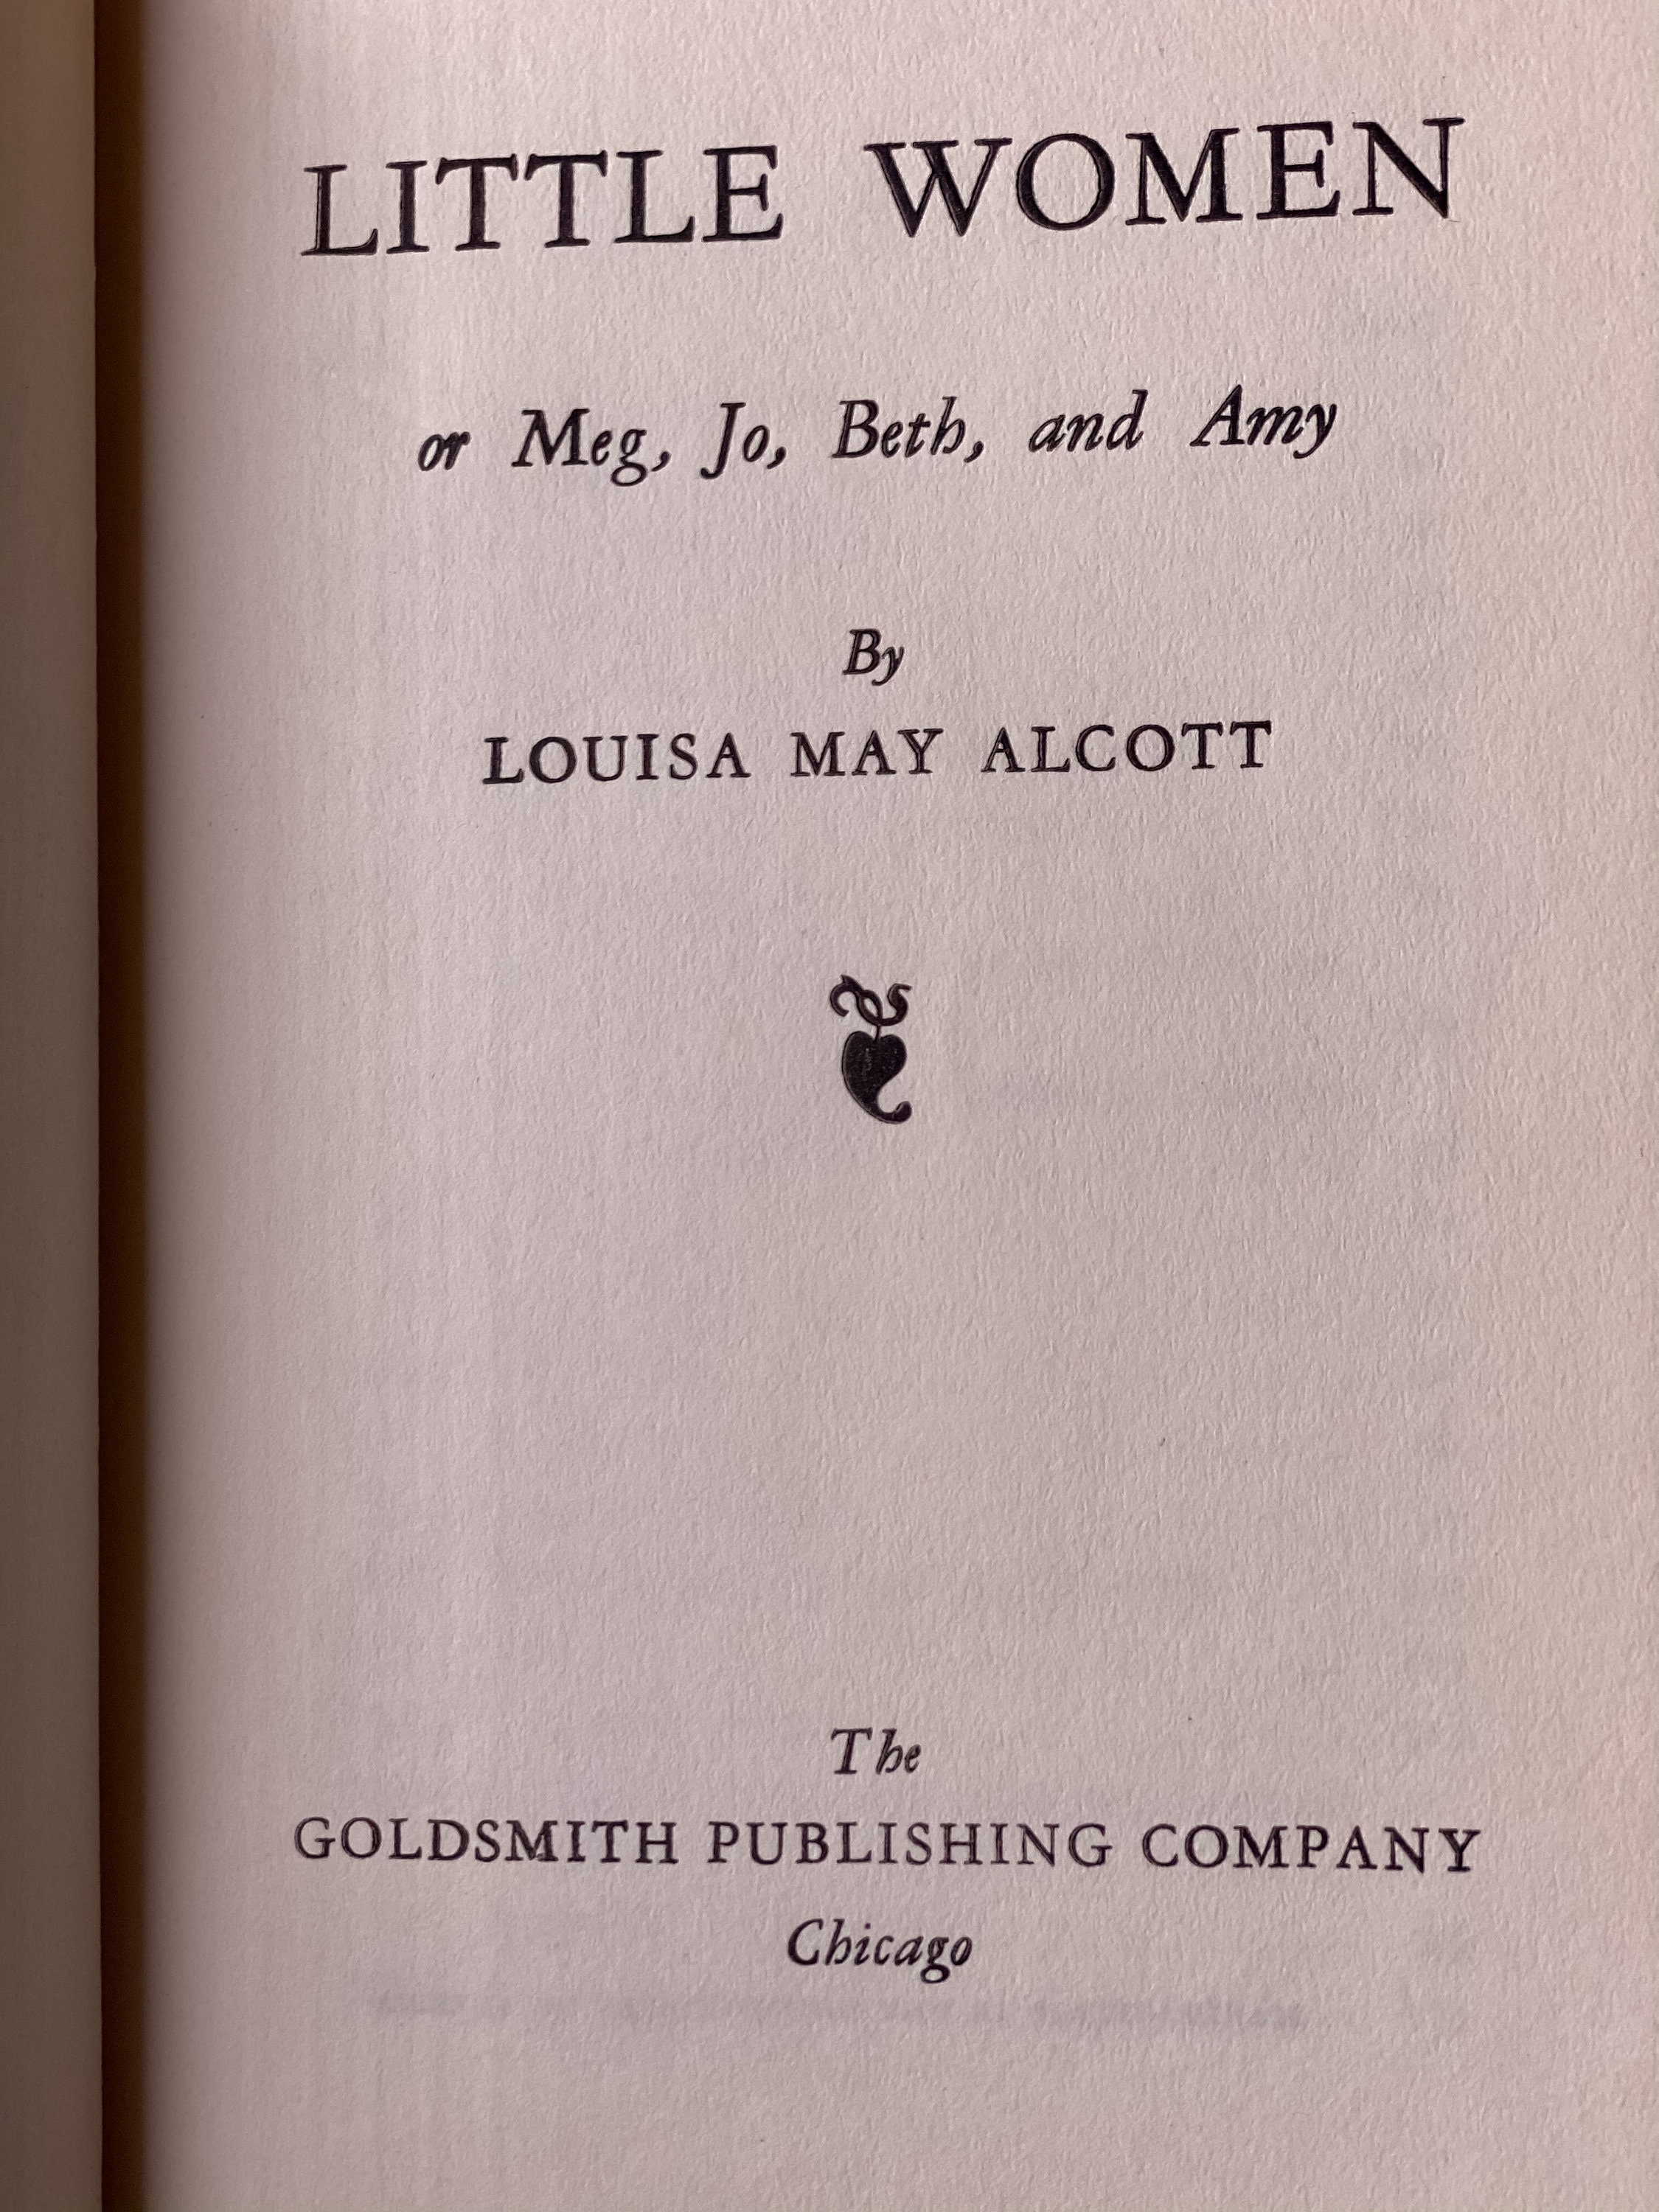 LITTLE WOMEN
or Meg, Jo, Beth, and Amy
By
LOUISA MAY ALCOTT
The
GOLDSMITH PUBLISHING COMPANY
Chicago